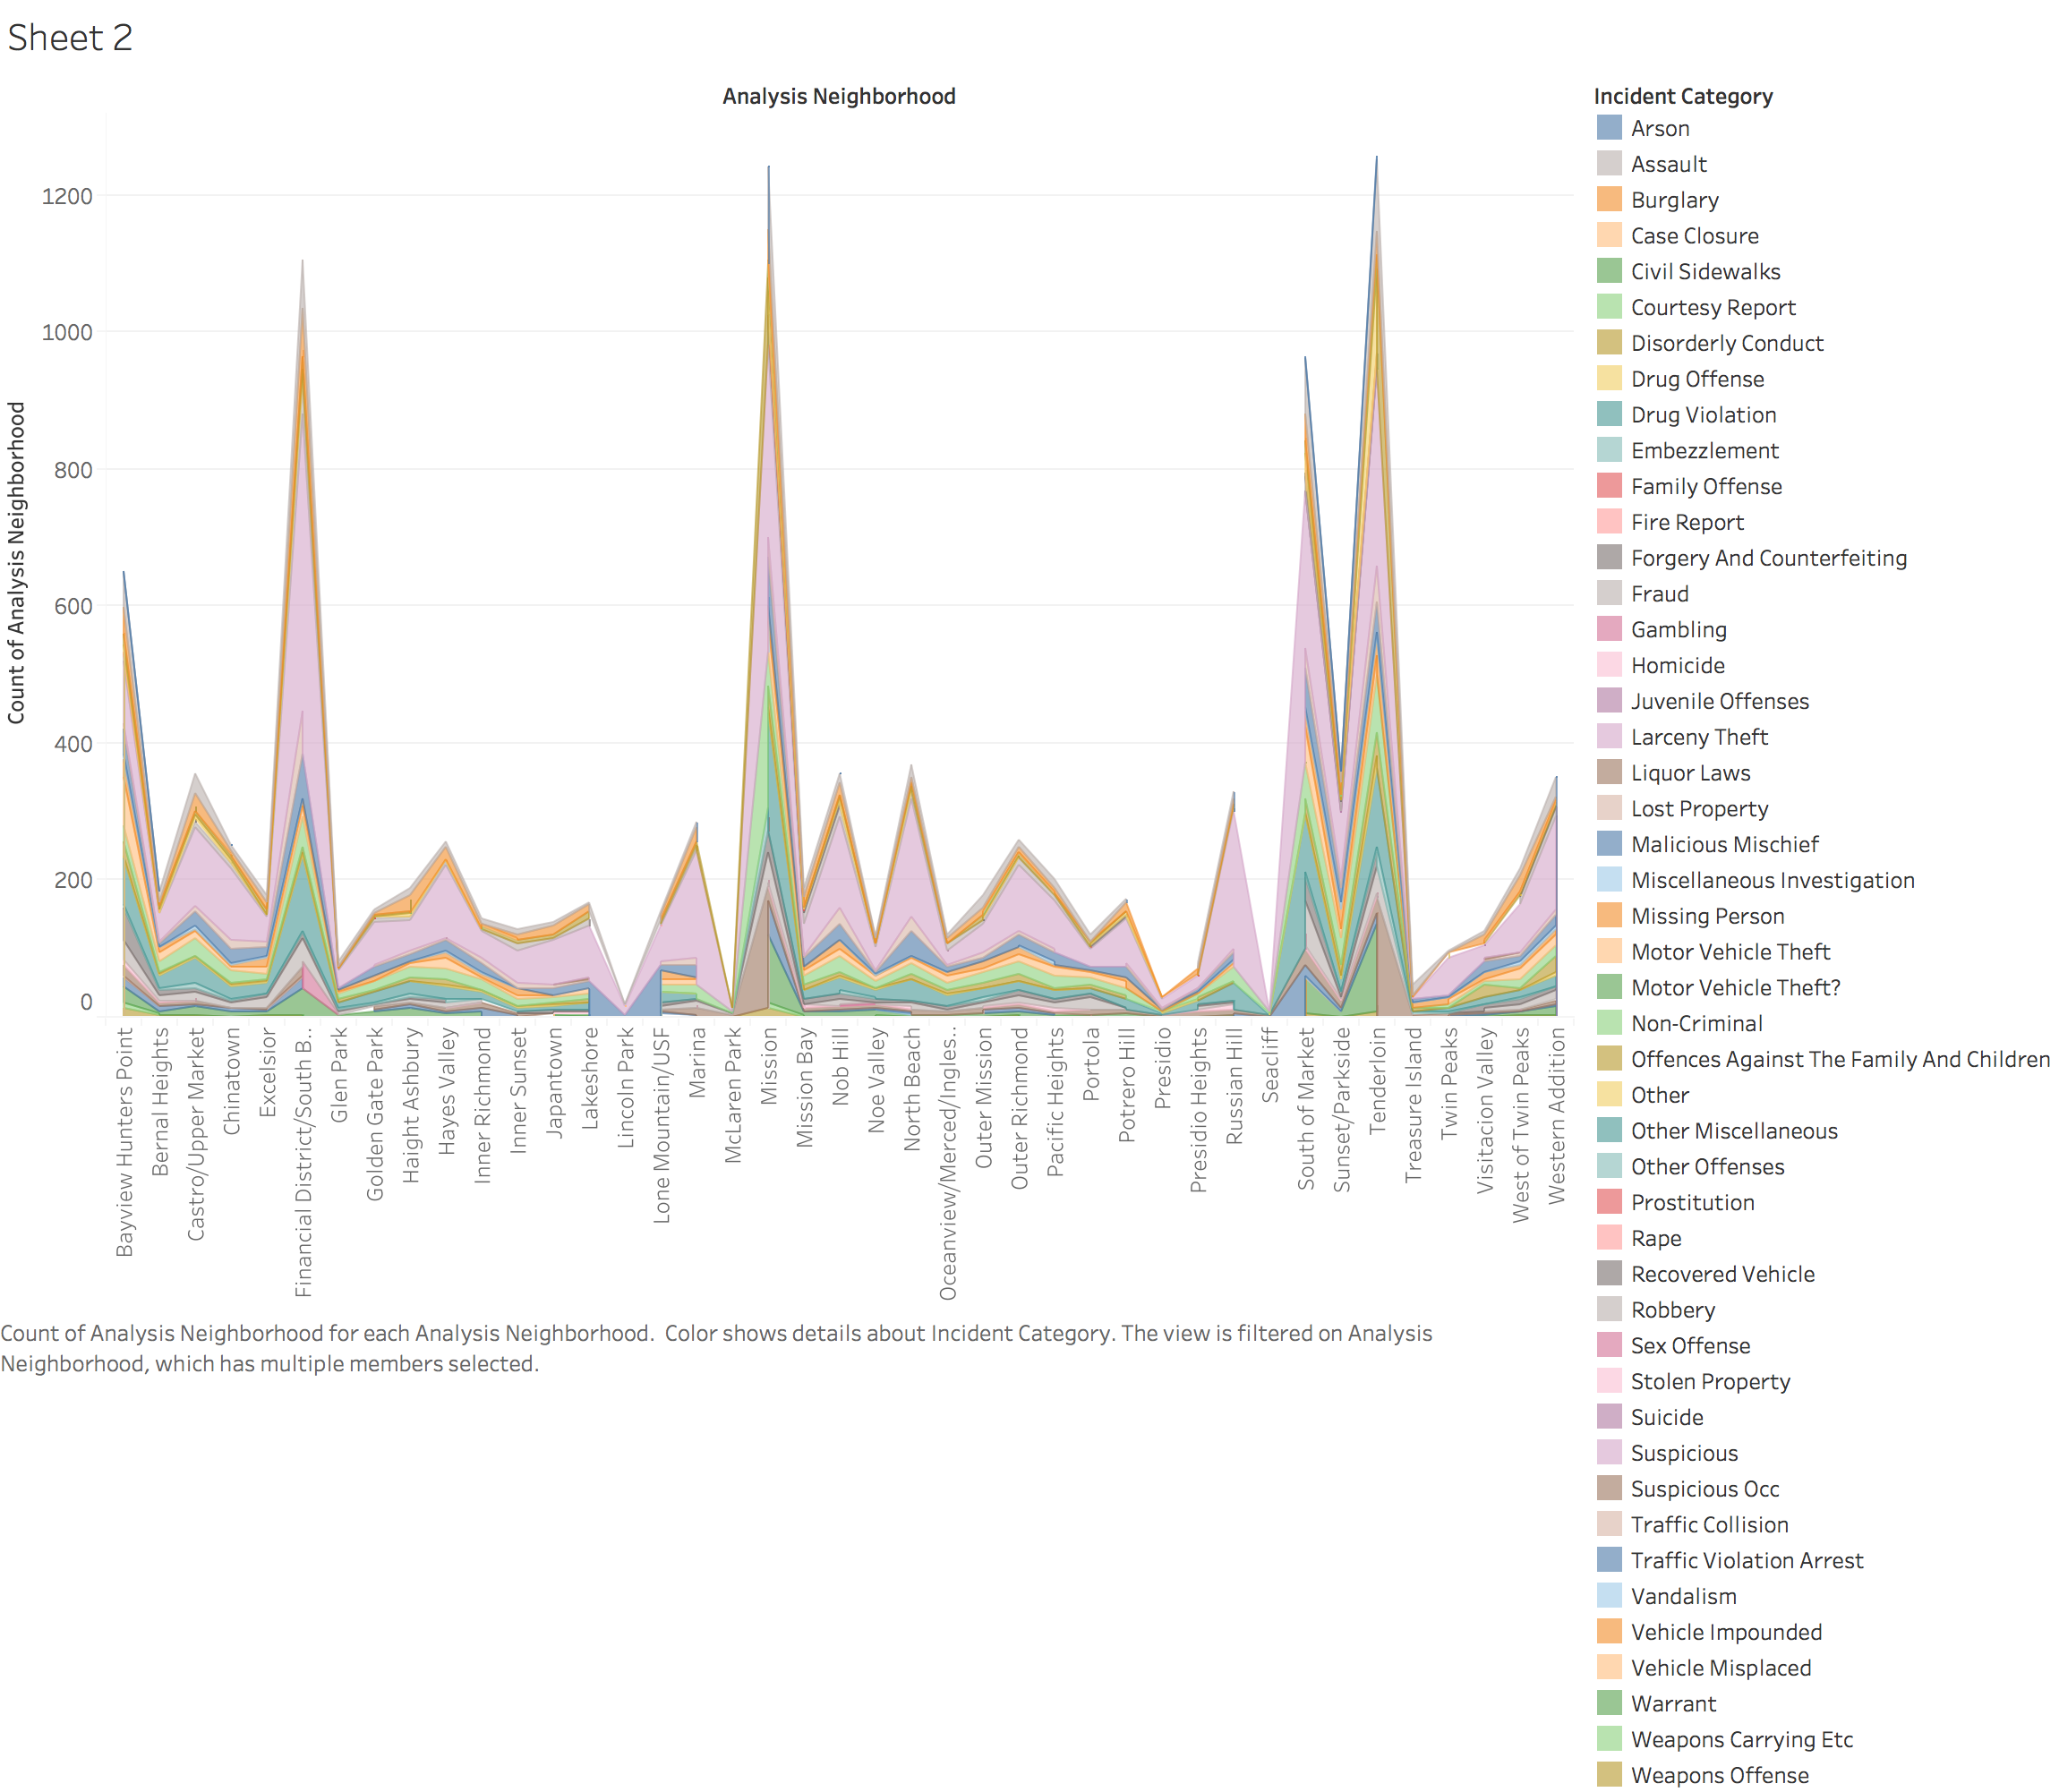 Sheet 2
Analysis Neighborhood
Count of Analysis Neighborhood
1200
1000
800
600
400
200
0
Bayview Hunters Point
Bernal Heights
Castro/Upper Market
Chinatown
Excelsior
Financial District/South B..
Glen Park
Golden Gate Park
Haight Ashbury
Hayes Valley
Inner Richmond
Inner Sunset
Japantown
Lakeshore
Lincoln Park
Lone Mountain/USF
Marina
McLaren Park
Mission
Mission Bay
Nob Hill
Noe Valley
North Beach
Oceanview/Merced/Ingles..
Outer Mission
Outer Richmond
Pacific Heights
Portola
Potrero Hill
Presidio
Presidio Heights
Russian Hill
Seacliff
South of Market
Sunset/Parkside
Tenderloin
Treasure Island
Twin Peaks
Visitacion Valley
West of Twin Peaks
Western Addition
Count of Analysis Neighborhood for each Analysis Neighborhood.  Color shows details about Incident Category. The view is filtered on Analysis
Neighborhood, which has multiple members selected.
Incident Category
Arson
Assault
Burglary
Case Closure
Civil Sidewalks
Courtesy Report
Disorderly Conduct
Drug Offense
Drug Violation
Embezzlement
Family Offense
Fire Report
Forgery And Counterfeiting
Fraud
Gambling
Homicide
Juvenile Offenses
Larceny Theft
Liquor Laws
Lost Property
Malicious Mischief
Miscellaneous Investigation
Missing Person
Motor Vehicle Theft
Motor Vehicle Theft?
Non-Criminal
Offences Against The Family And Children
Other
Other Miscellaneous
Other Offenses
Prostitution
Rape
Recovered Vehicle
Robbery
Sex Offense
Stolen Property
Suicide
Suspicious
Suspicious Occ
Traffic Collision
Traffic Violation Arrest
Vandalism
Vehicle Impounded
Vehicle Misplaced
Warrant
Weapons Carrying Etc
Weapons Offense